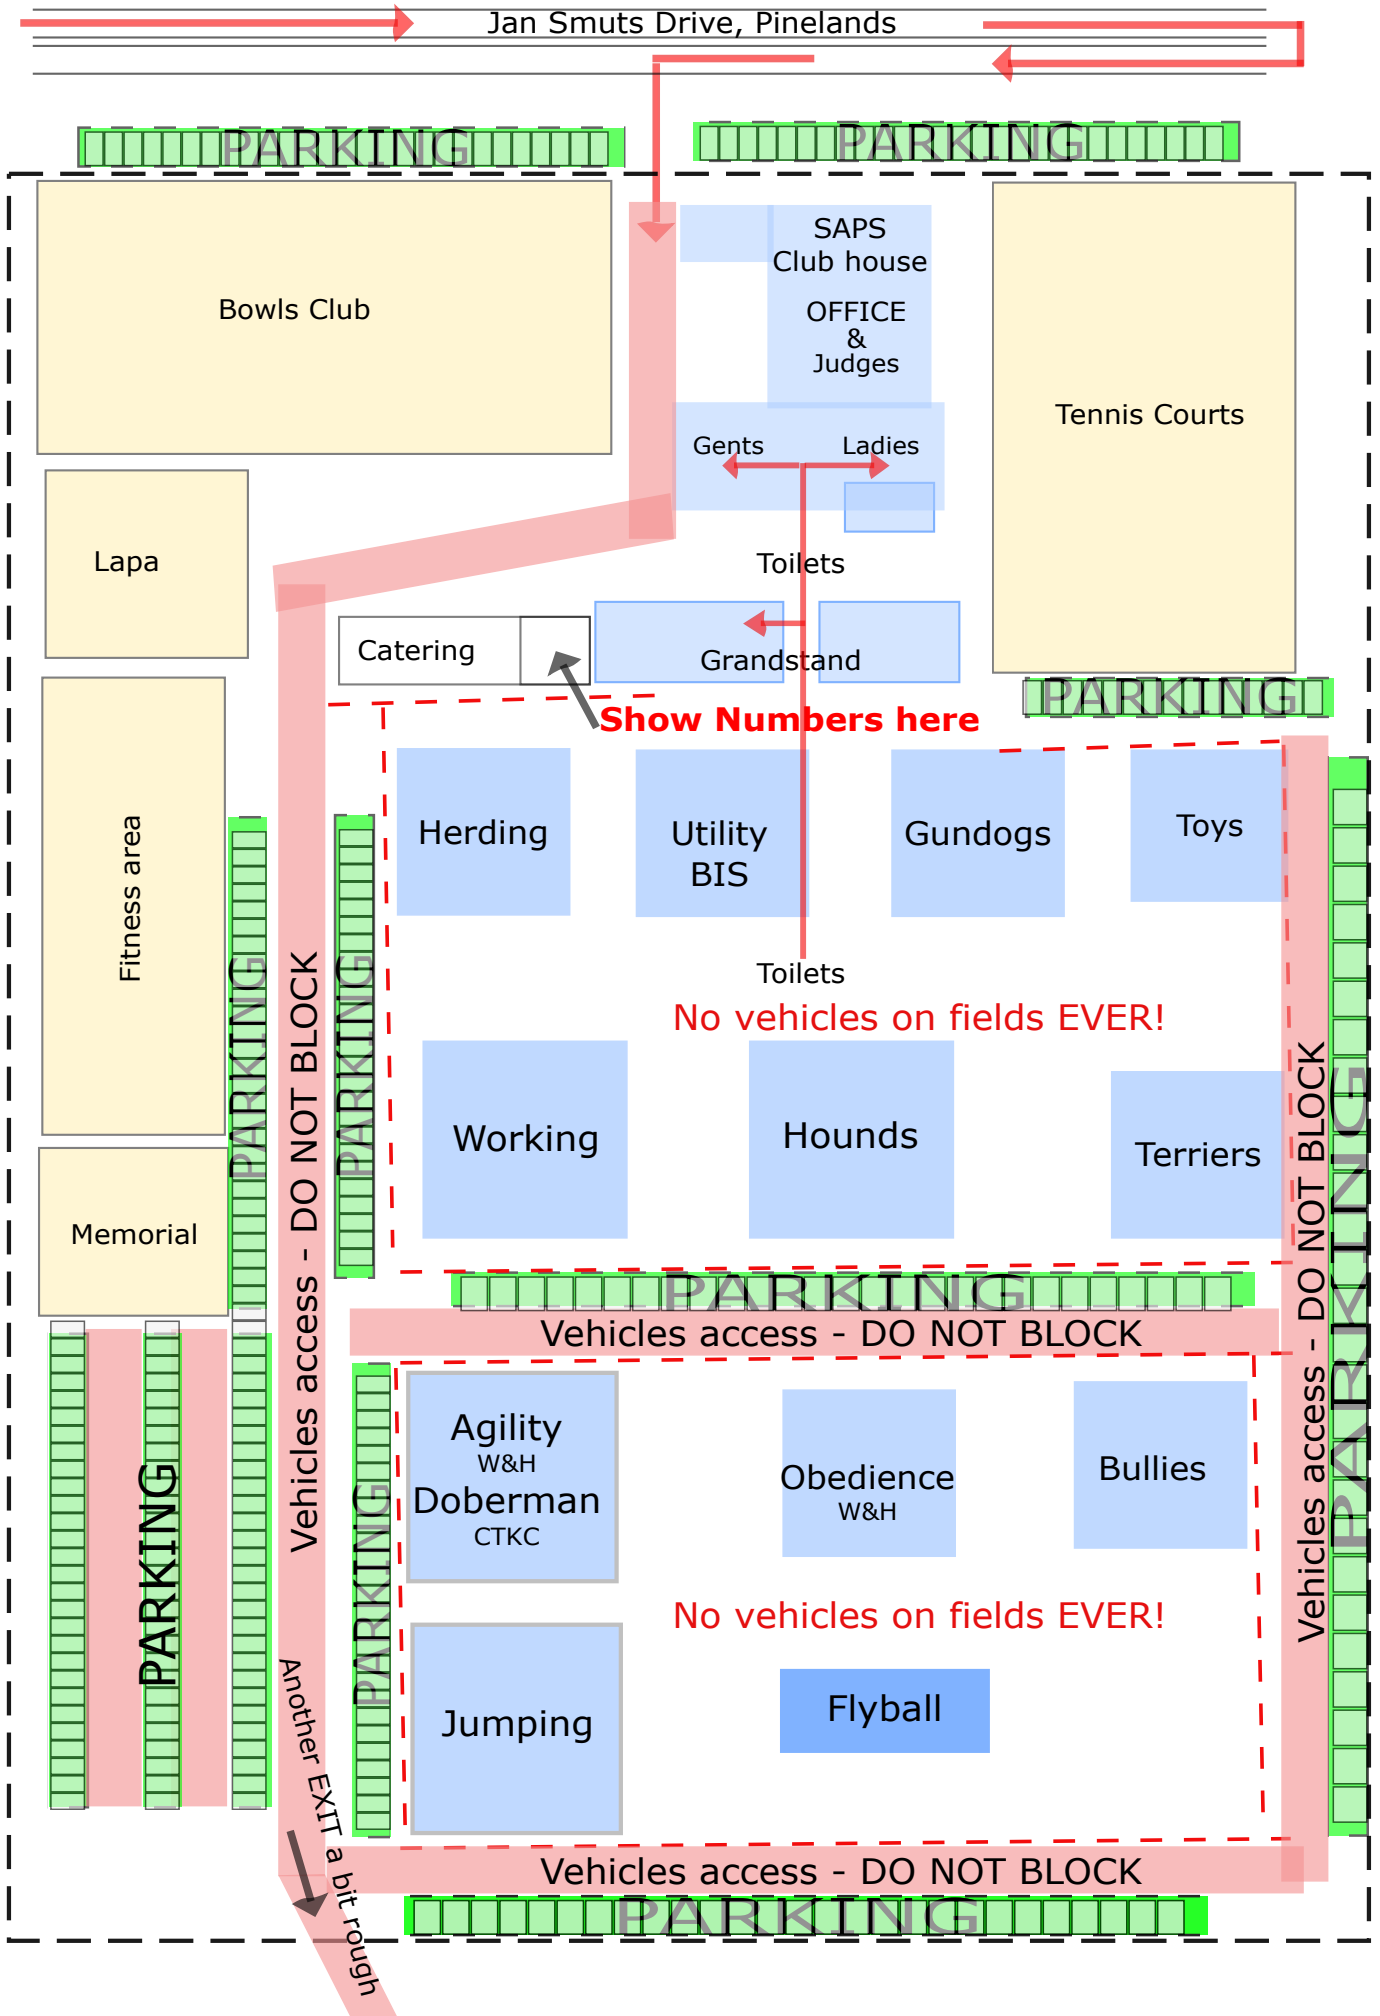 Jan Smuts Drive, Pinelands
PARKING
PARKING
Bowls Club
SAPS
Club house
OFFICE
&
Judges
Tennis Courts
Gents
Ladies
Lapa
Toilets
Catering
Grandstand
PARKING
Show Numbers here
Fitness area
PARKING
Vehicles access - DO NOT BLOCK
PARKING
Herding
Utility
BIS
Gundogs
Toys
Toilets
No vehicles on fields EVER!
Working
Hounds
Terriers
Vehicles access - DO NOT BLOCK
PARKING
Memorial
PARKING
Vehicles access - DO NOT BLOCK
PARKING
PARKING
Agility
W&H
Doberman
CTKC
Obedience
W&H
Bullies
No vehicles on fields EVER!
Jumping
Flyball
Another EXIT a bit rough
Vehicles access - DO NOT BLOCK
PARKING